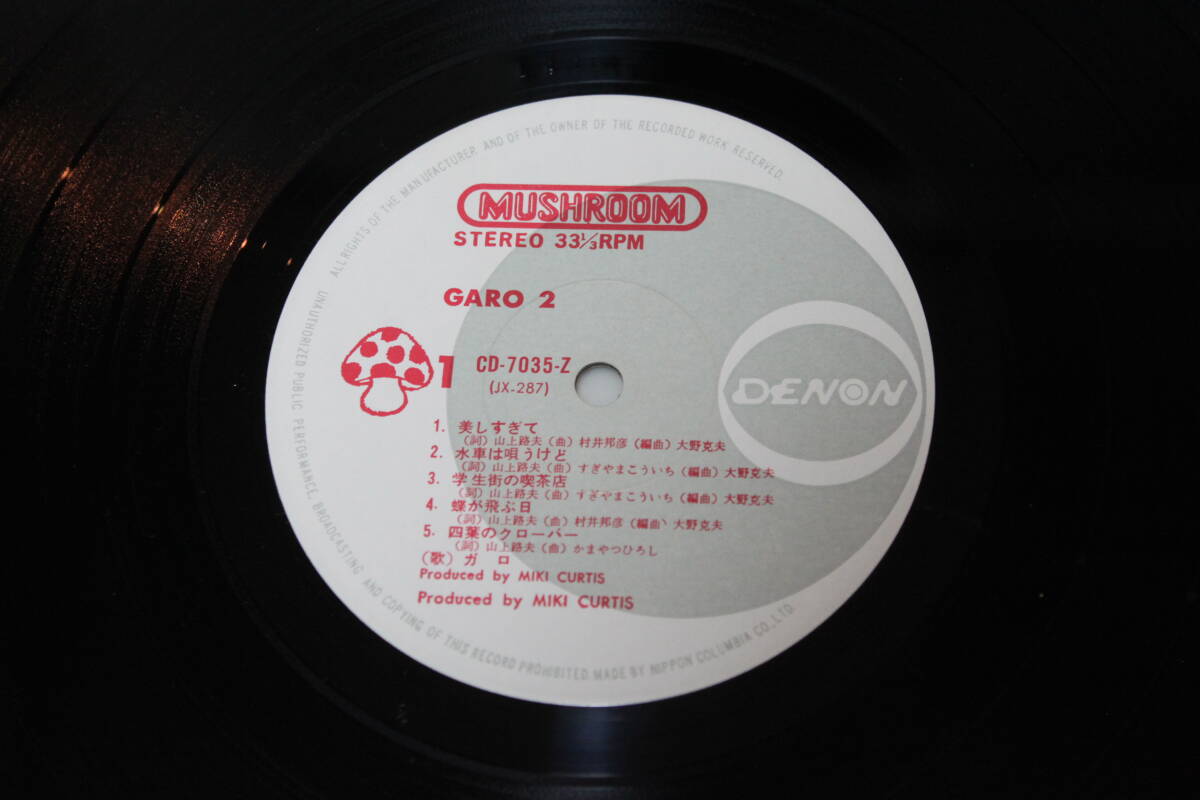 ALL RIGHTS OF THE MANUFACTURER AND OF THE OWNER OF THE RECORDED WORK RESERVED.
MUSHROOM
STEREO 33⅓RPM
GARO 2
1 CD-7035-Z
(JX-287)
DENON
1. 美しすぎて
(詞)山上路夫(曲)村井邦彦(編曲)大野克夫
2. 水車は唄うけど
(詞)山上路夫(曲)すぎやまこういち(編曲)大野克夫
3. 学生街の喫茶店
(詞)山上路夫(曲)すぎやまこういち(編曲)大野克夫
4. 蝶が飛ぶ日
(詞)山上路夫(曲)村井邦彦(編曲)大野克夫
5. 四葉のクローバー
(詞)山上路夫(曲)かまやつひろし
(歌)ガロ
Produced by MIKI CURTIS
Produced by MIKI CURTIS
UNAUTHORIZED PUBLIC PERFORMANCE, BROADCASTING AND COPYING OF THIS RECORD PROHIBITED. MADE BY NIPPON COLUMBIA CO., LTD.